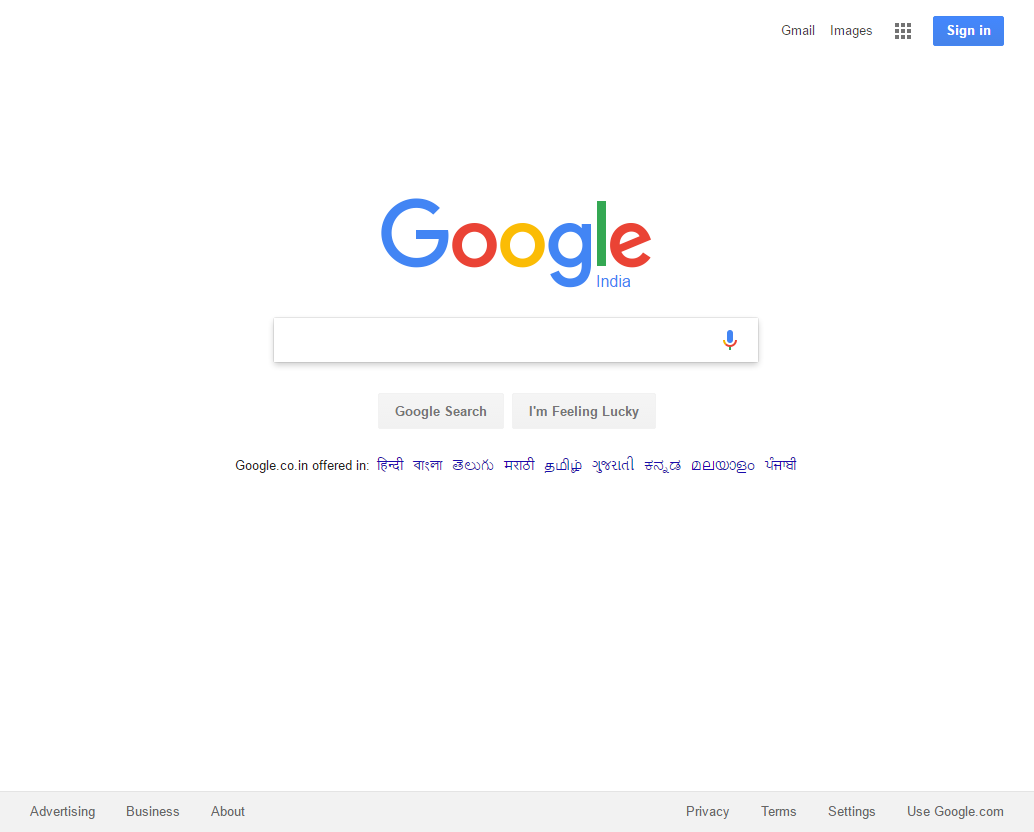 Gmail Images Sign in
Google
India
Google Search I'm Feeling Lucky
Google.co.in offered in: हिन्दी বাংলা తెలుగు मराठी தமிழ் ગુજરાતી ಕನ್ನಡ മലയാളം ਪੰਜਾਬੀ
Advertising Business About Privacy Terms Settings Use Google.com